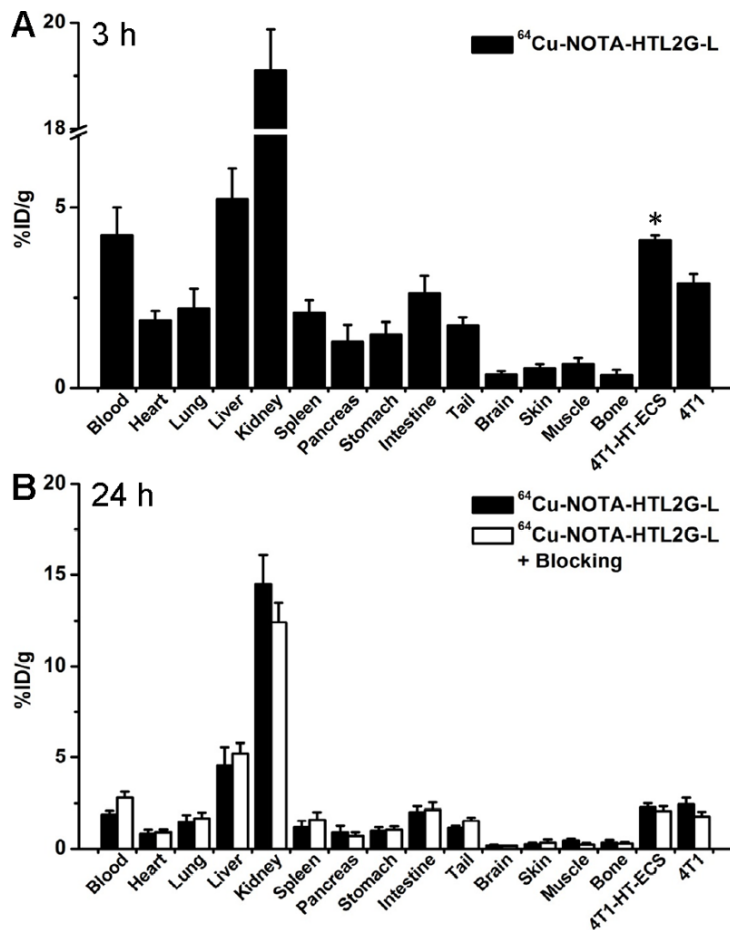 A
3 h
⁶⁴Cu-NOTA-HTL2G-L
20
18
5
0
%ID/g
Blood
Heart
Lung
Liver
Kidney
Spleen
Pancreas
Stomach
Intestine
Tail
Brain
Skin
Muscle
Bone
4T1-HT-ECS
4T1
*
B
24 h
⁶⁴Cu-NOTA-HTL2G-L
⁶⁴Cu-NOTA-HTL2G-L
+ Blocking
20
15
10
5
0
%ID/g
Blood
Heart
Lung
Liver
Kidney
Spleen
Pancreas
Stomach
Intestine
Tail
Brain
Skin
Muscle
Bone
4T1-HT-ECS
4T1